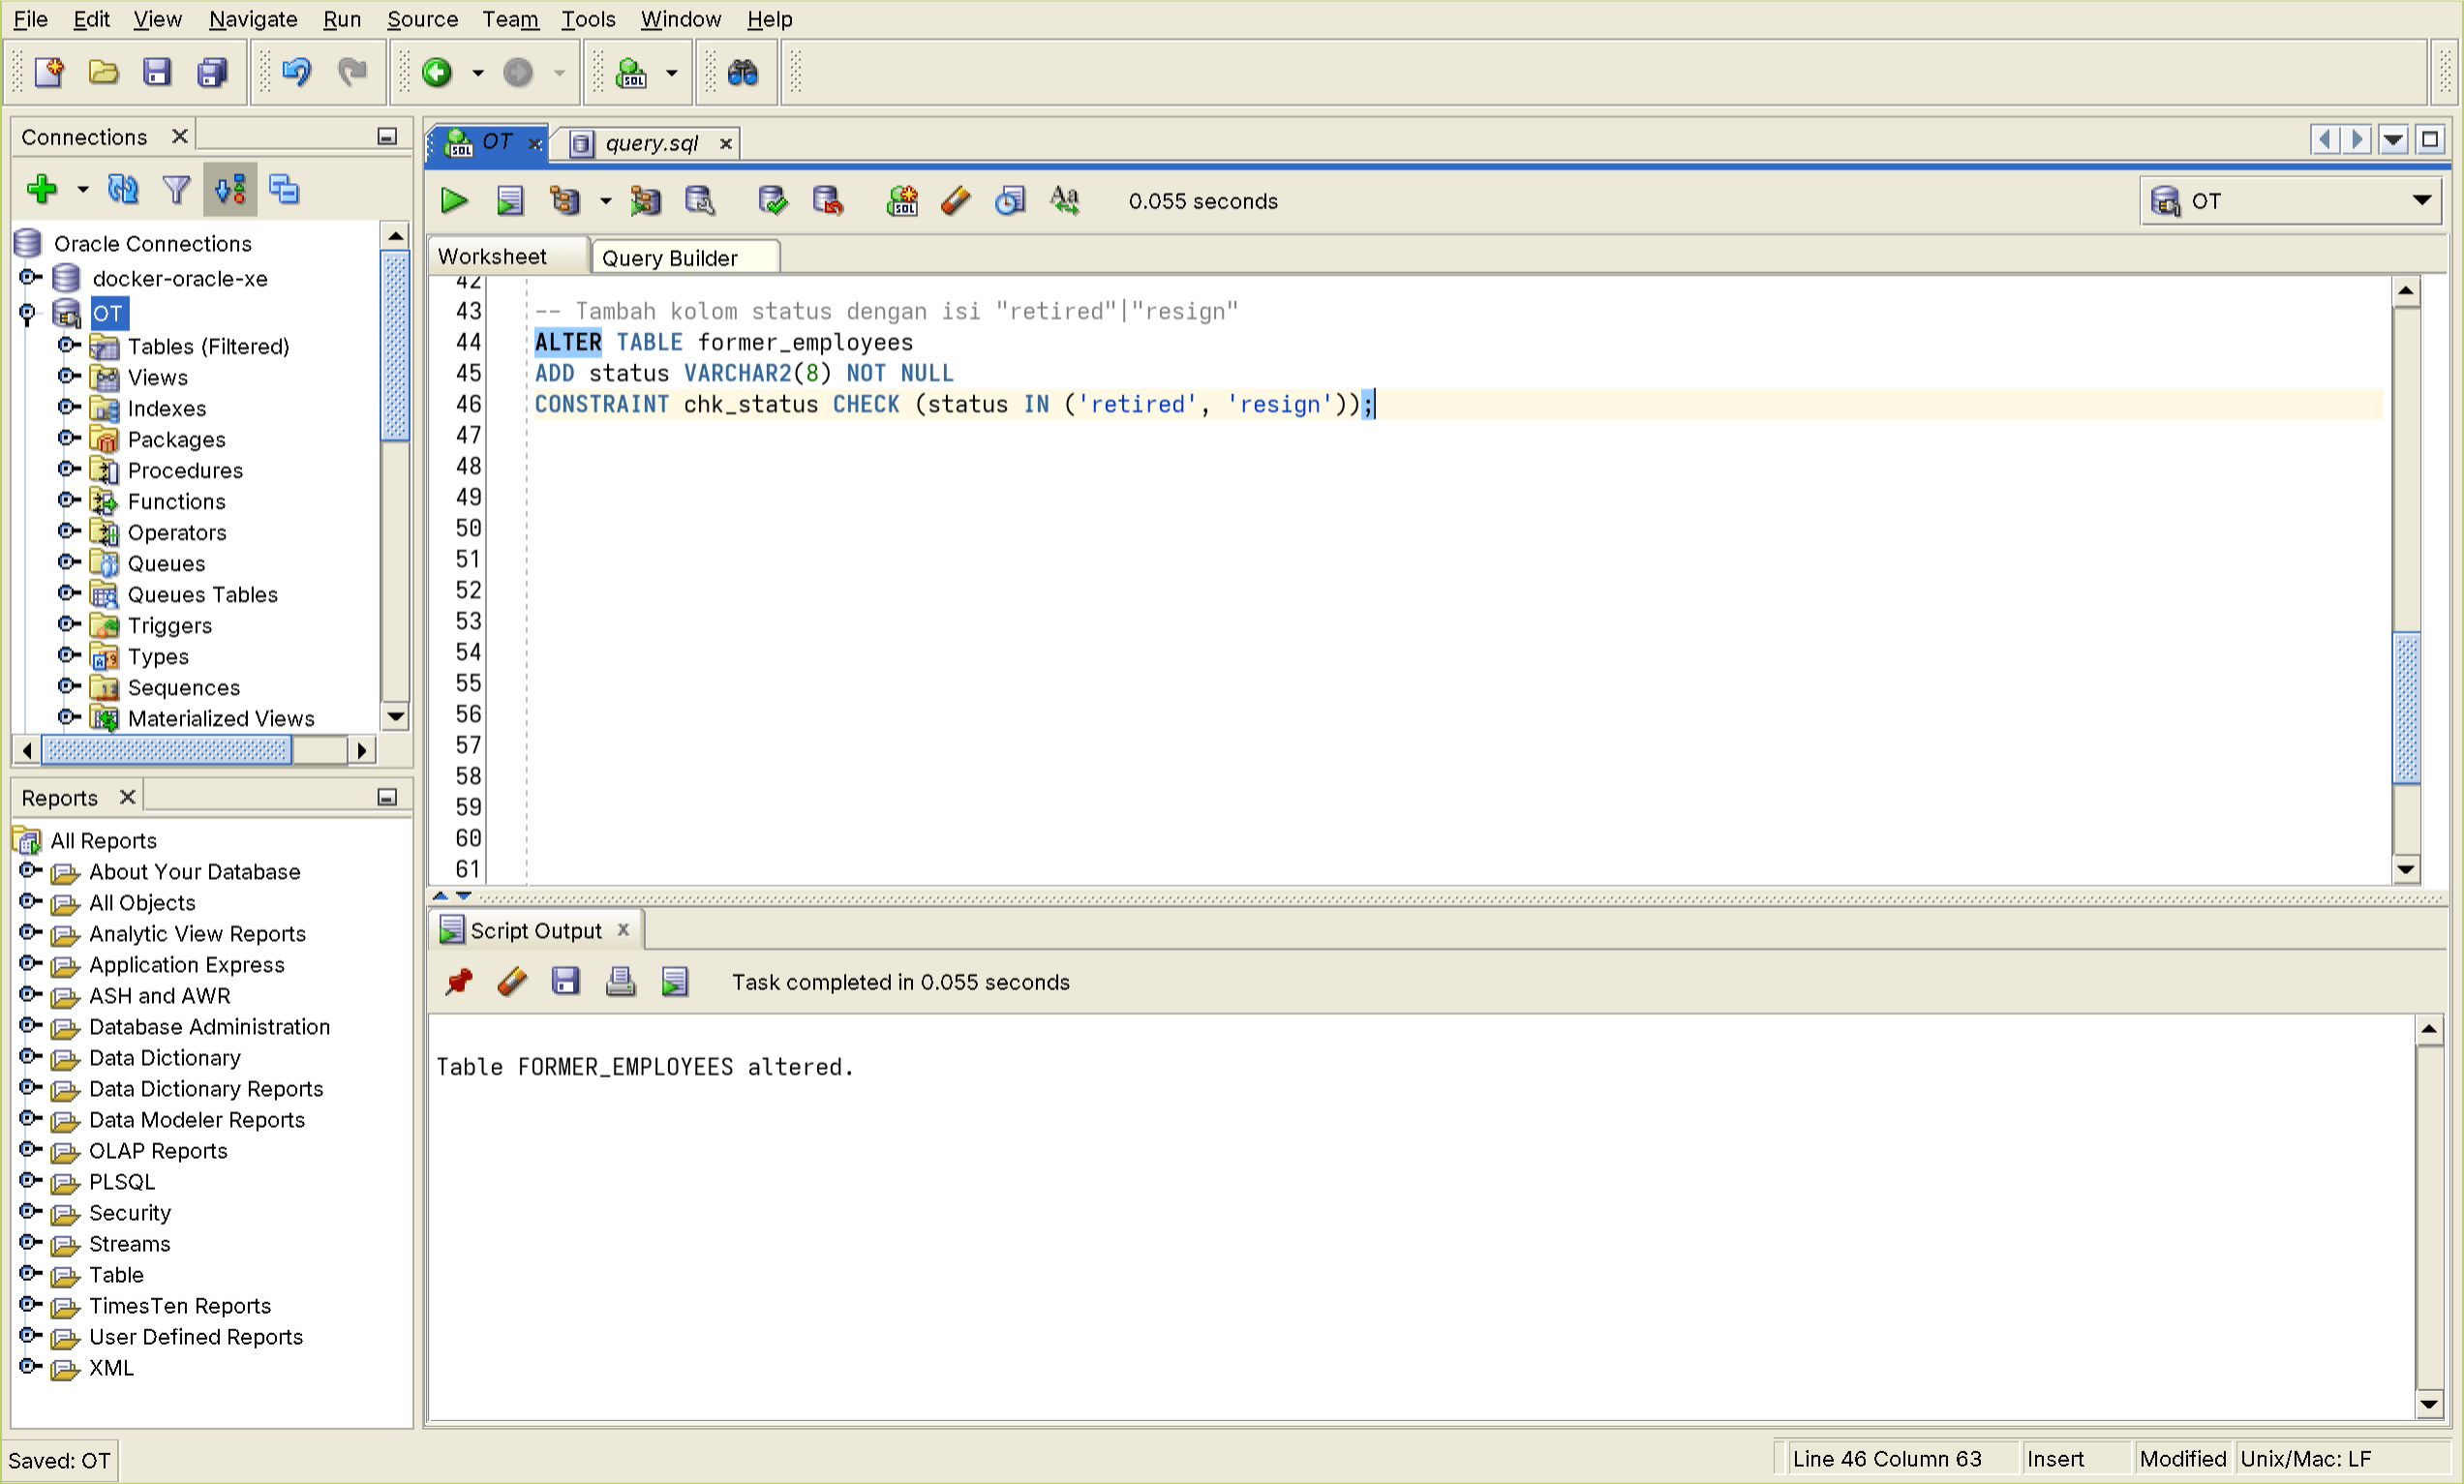 File Edit View Navigate Run Source Team Tools Window Help
Connections
Oracle Connections
docker-oracle-xe
OT
Tables (Filtered)
Views
Indexes
Packages
Procedures
Functions
Operators
Queues
Queues Tables
Triggers
Types
Sequences
Materialized Views
Reports
All Reports
About Your Database
All Objects
Analytic View Reports
Application Express
ASH and AWR
Database Administration
Data Dictionary
Data Dictionary Reports
Data Modeler Reports
OLAP Reports
PLSQL
Security
Streams
Table
TimesTen Reports
User Defined Reports
XML
OT query.sql
0.055 seconds
OT
Worksheet Query Builder
42
43 -- Tambah kolom status dengan isi "retired"|"resign"
44 ALTER TABLE former_employees
45 ADD status VARCHAR2(8) NOT NULL
46 CONSTRAINT chk_status CHECK (status IN ('retired', 'resign'));
47
48
49
50
51
52
53
54
55
56
57
58
59
60
61
Script Output
Task completed in 0.055 seconds
Table FORMER_EMPLOYEES altered.
Saved: OT
Line 46 Column 63 Insert Modified Unix/Mac: LF